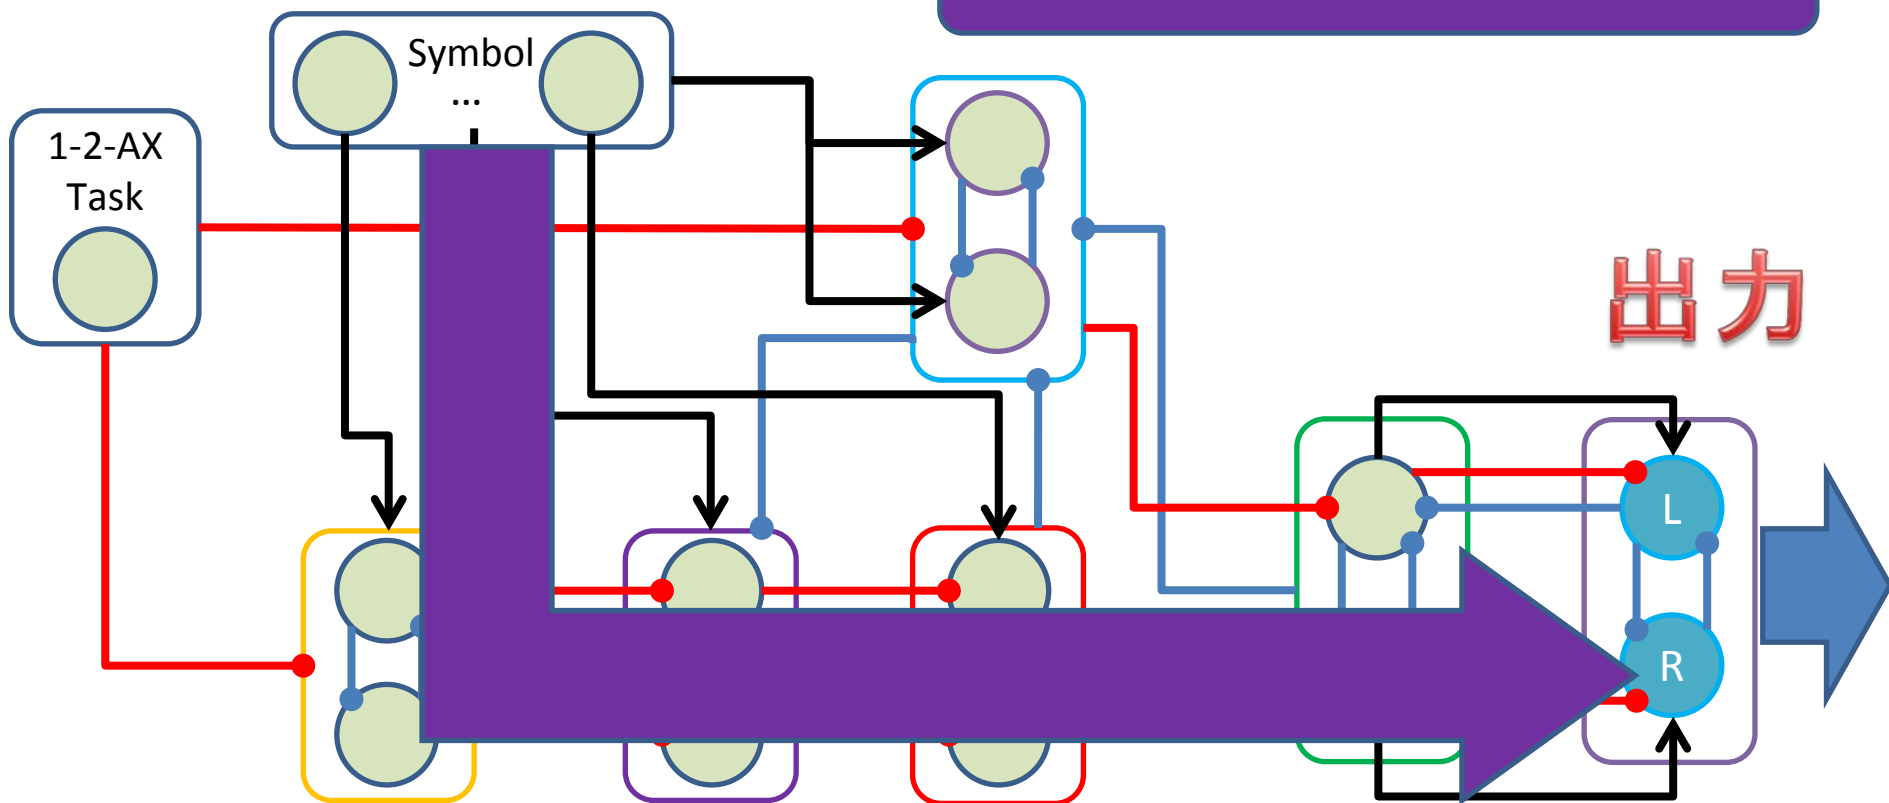 Symbol
...
1-2-AX
Task
出力
L
R